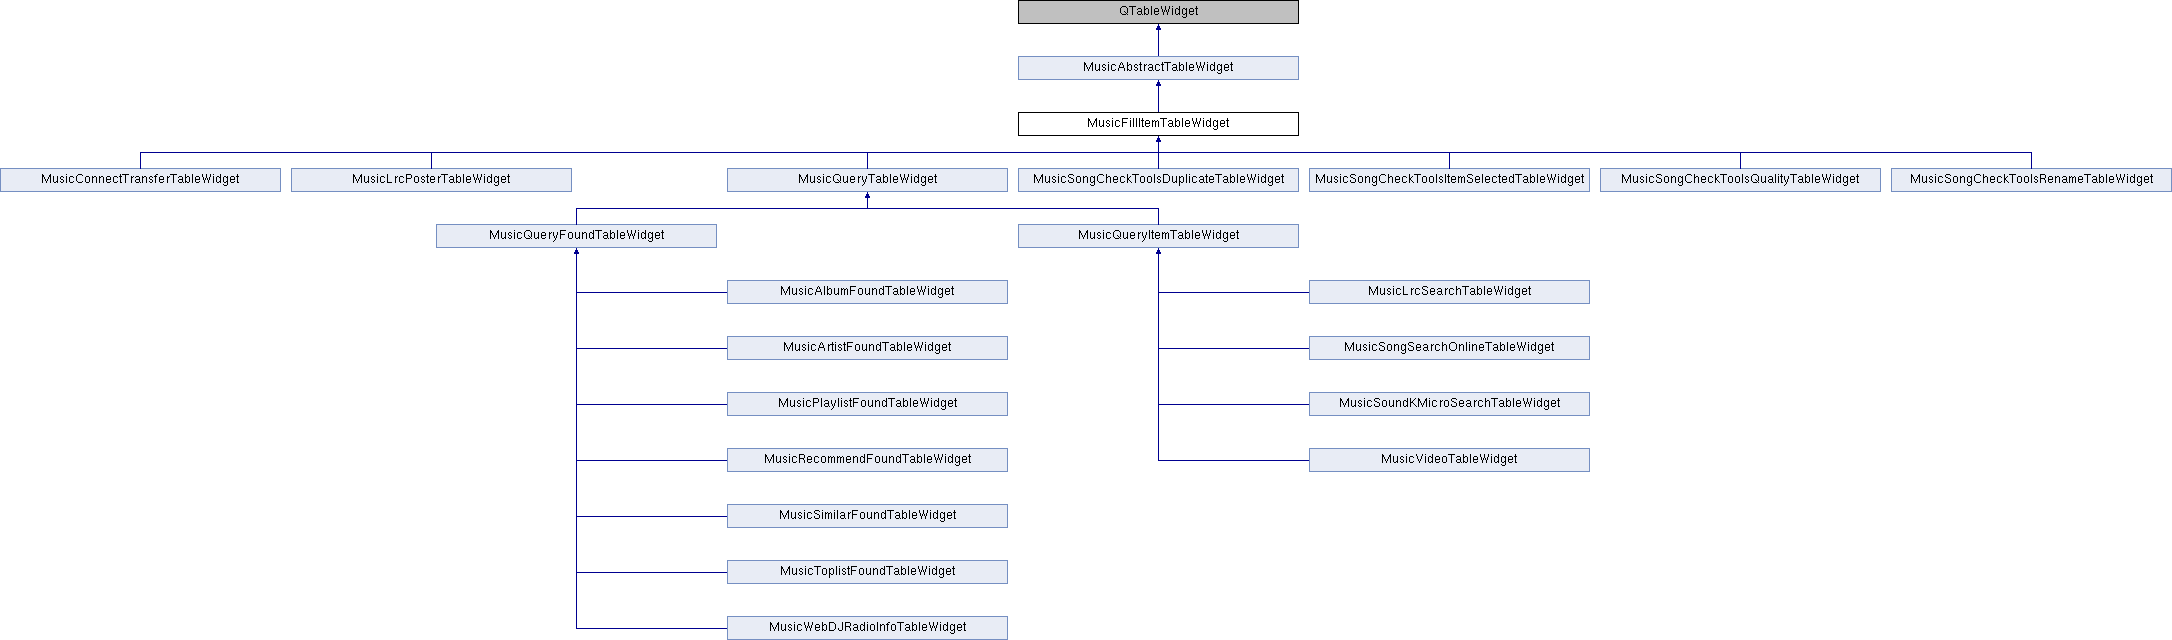 QTableWidget
MusicAbstractTableWidget
MusicFillItemTableWidget
MusicConnectTransferTableWidget
MusicLrcPosterTableWidget
MusicQueryTableWidget
MusicSongCheckToolsDuplicateTableWidget
MusicSongCheckToolsItemSelectedTableWidget
MusicSongCheckToolsQualityTableWidget
MusicSongCheckToolsRenameTableWidget
MusicQueryFoundTableWidget
MusicQueryItemTableWidget
MusicAlbumFoundTableWidget
MusicLrcSearchTableWidget
MusicArtistFoundTableWidget
MusicSongSearchOnlineTableWidget
MusicPlaylistFoundTableWidget
MusicSoundKMicroSearchTableWidget
MusicRecommendFoundTableWidget
MusicVideoTableWidget
MusicSimilarFoundTableWidget
MusicToplistFoundTableWidget
MusicWebDJRadioInfoTableWidget